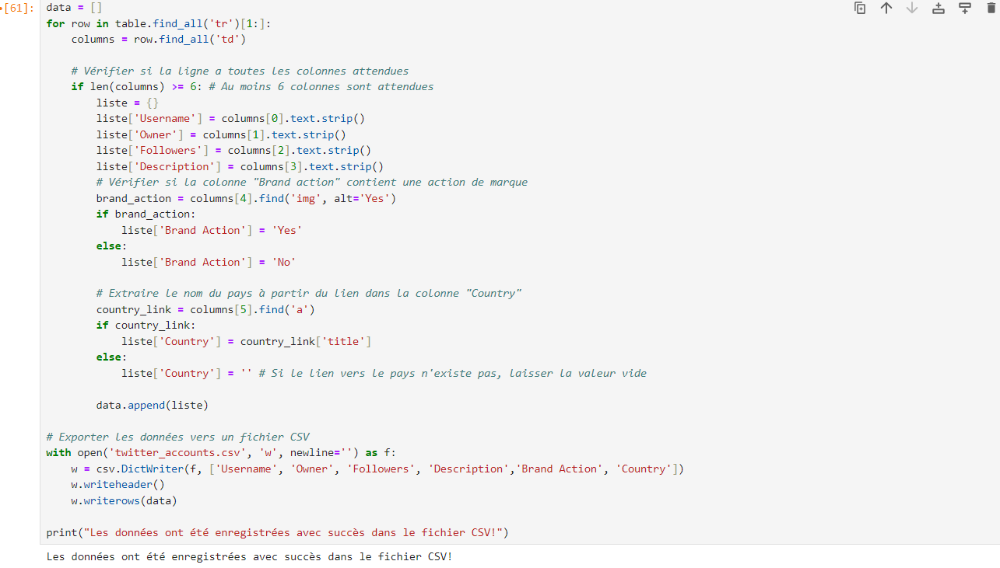 [61]:
data = []
for row in table.find_all('tr')[1:]:
    columns = row.find_all('td')

    # Vérifier si la ligne a toutes les colonnes attendues
    if len(columns) >= 6: # Au moins 6 colonnes sont attendues
        liste = {}
        liste['Username'] = columns[0].text.strip()
        liste['Owner'] = columns[1].text.strip()
        liste['Followers'] = columns[2].text.strip()
        liste['Description'] = columns[3].text.strip()
        # Vérifier si la colonne "Brand action" contient une action de marque
        brand_action = columns[4].find('img', alt='Yes')
        if brand_action:
            liste['Brand Action'] = 'Yes'
        else:
            liste['Brand Action'] = 'No'

        # Extraire le nom du pays à partir du lien dans la colonne "Country"
        country_link = columns[5].find('a')
        if country_link:
            liste['Country'] = country_link['title']
        else:
            liste['Country'] = '' # Si le lien vers le pays n'existe pas, laisser la valeur vide

        data.append(liste)

# Exporter les données vers un fichier CSV
with open('twitter_accounts.csv', 'w', newline='') as f:
    w = csv.DictWriter(f, ['Username', 'Owner', 'Followers', 'Description','Brand Action', 'Country'])
    w.writeheader()
    w.writerows(data)

print("Les données ont été enregistrées avec succès dans le fichier CSV!")
Les données ont été enregistrées avec succès dans le fichier CSV!